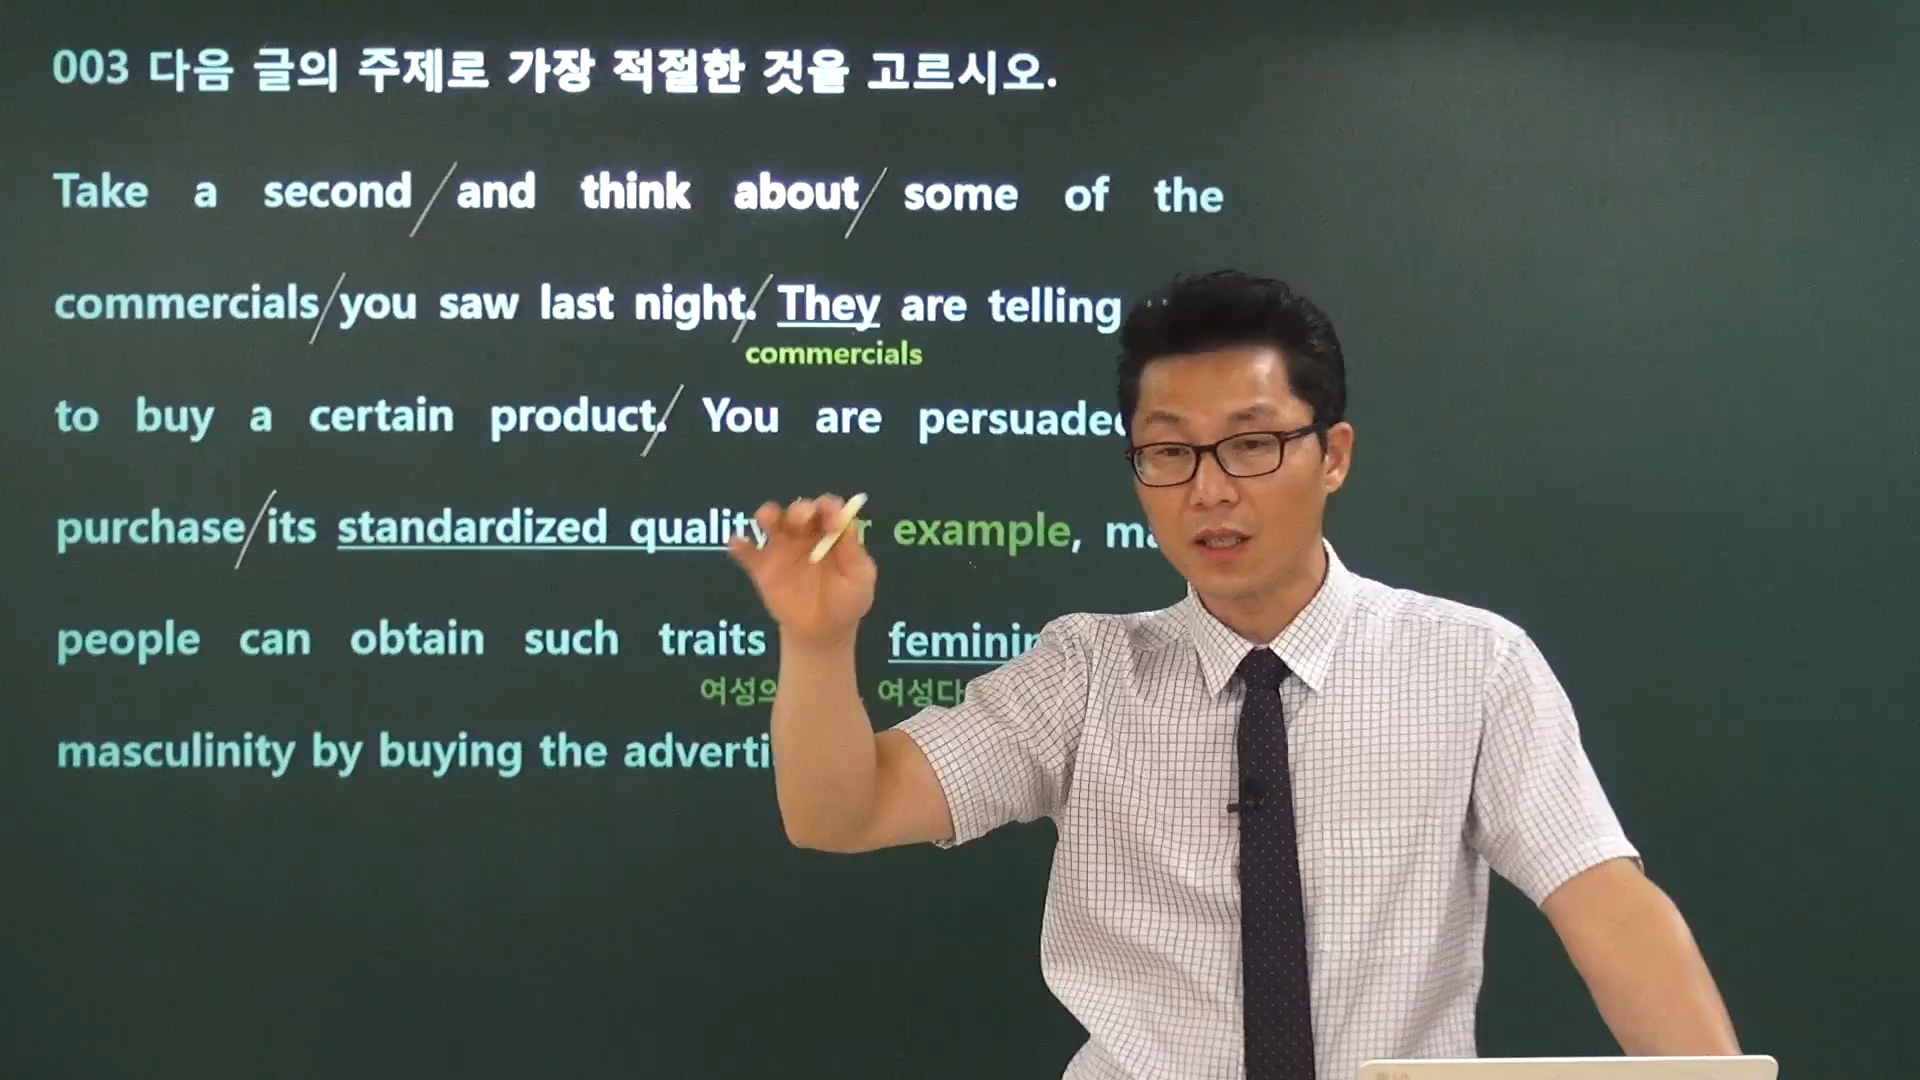 003 다음 글의 주제로 가장 적절한 것을 고르시오.
Take a second / and think about / some of the
commercials / you saw last night. / They are telling
commercials
to buy a certain product. / You are persuaded
purchase / its standardized quality example,
people can obtain such traits
masculinity by buying the